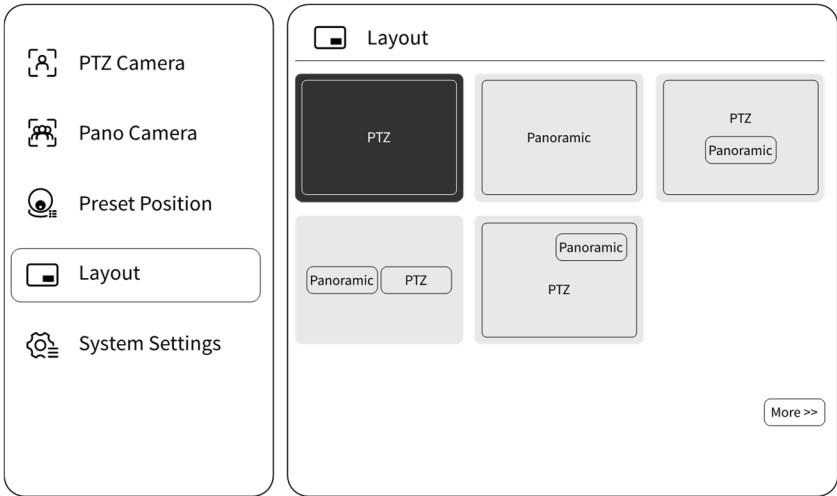 PTZ Camera
Pano Camera
Preset Position
Layout
System Settings
Layout
PTZ
Panoramic
PTZ
Panoramic
Panoramic
PTZ
Panoramic
PTZ
More >>